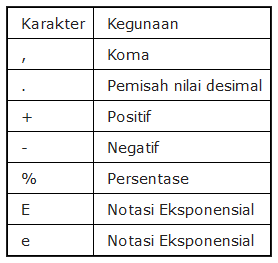 Karakter Kegunaan
, Koma
. Pemisah nilai desimal
+ Positif
- Negatif
% Persentase
E Notasi Eksponensial
e Notasi Eksponensial